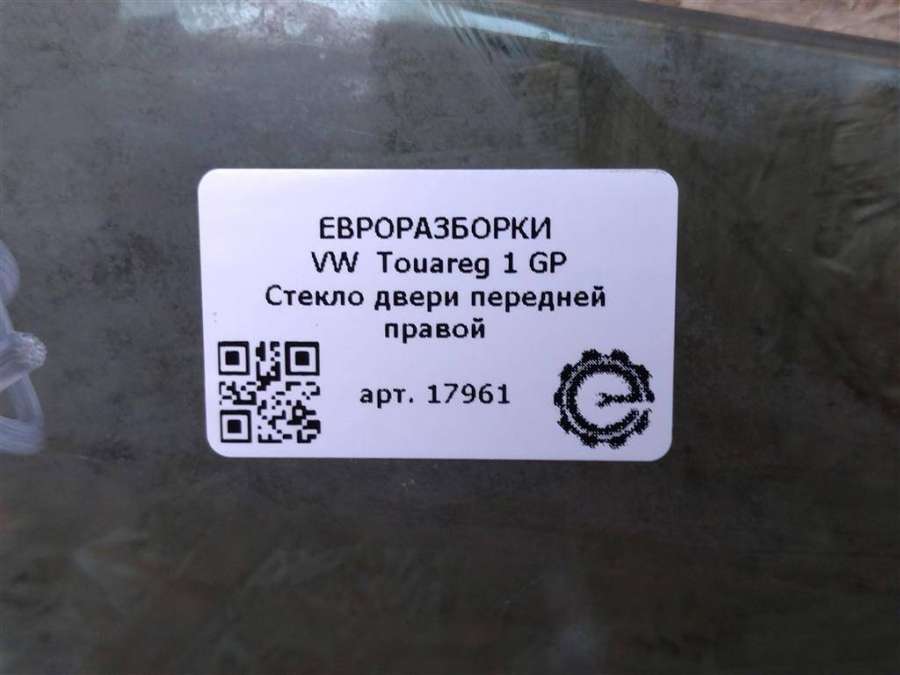 ЕВРОРАЗБОРКИ
VW Touareg 1 GP
Стекло двери передней
правой
арт. 17961